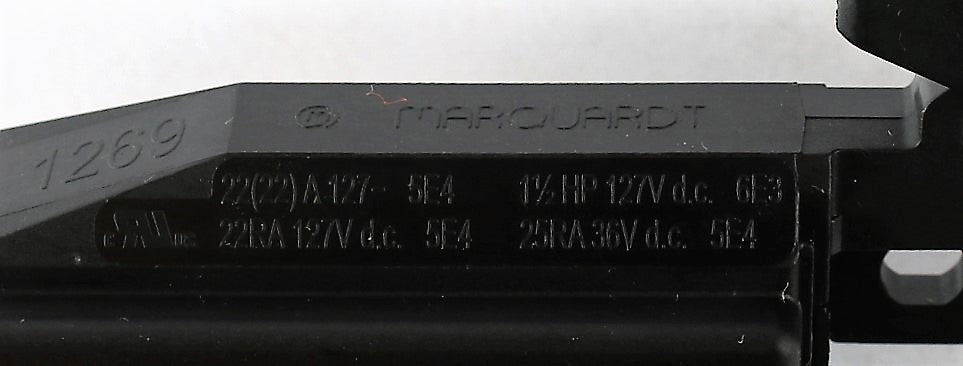 1269
MARQUARDT
22(22) A 127⎓ 5E4 1½ HP 127V d.c. 6E3
22RA 127V d.c. 5E4 25RA 36V d.c. 5E4